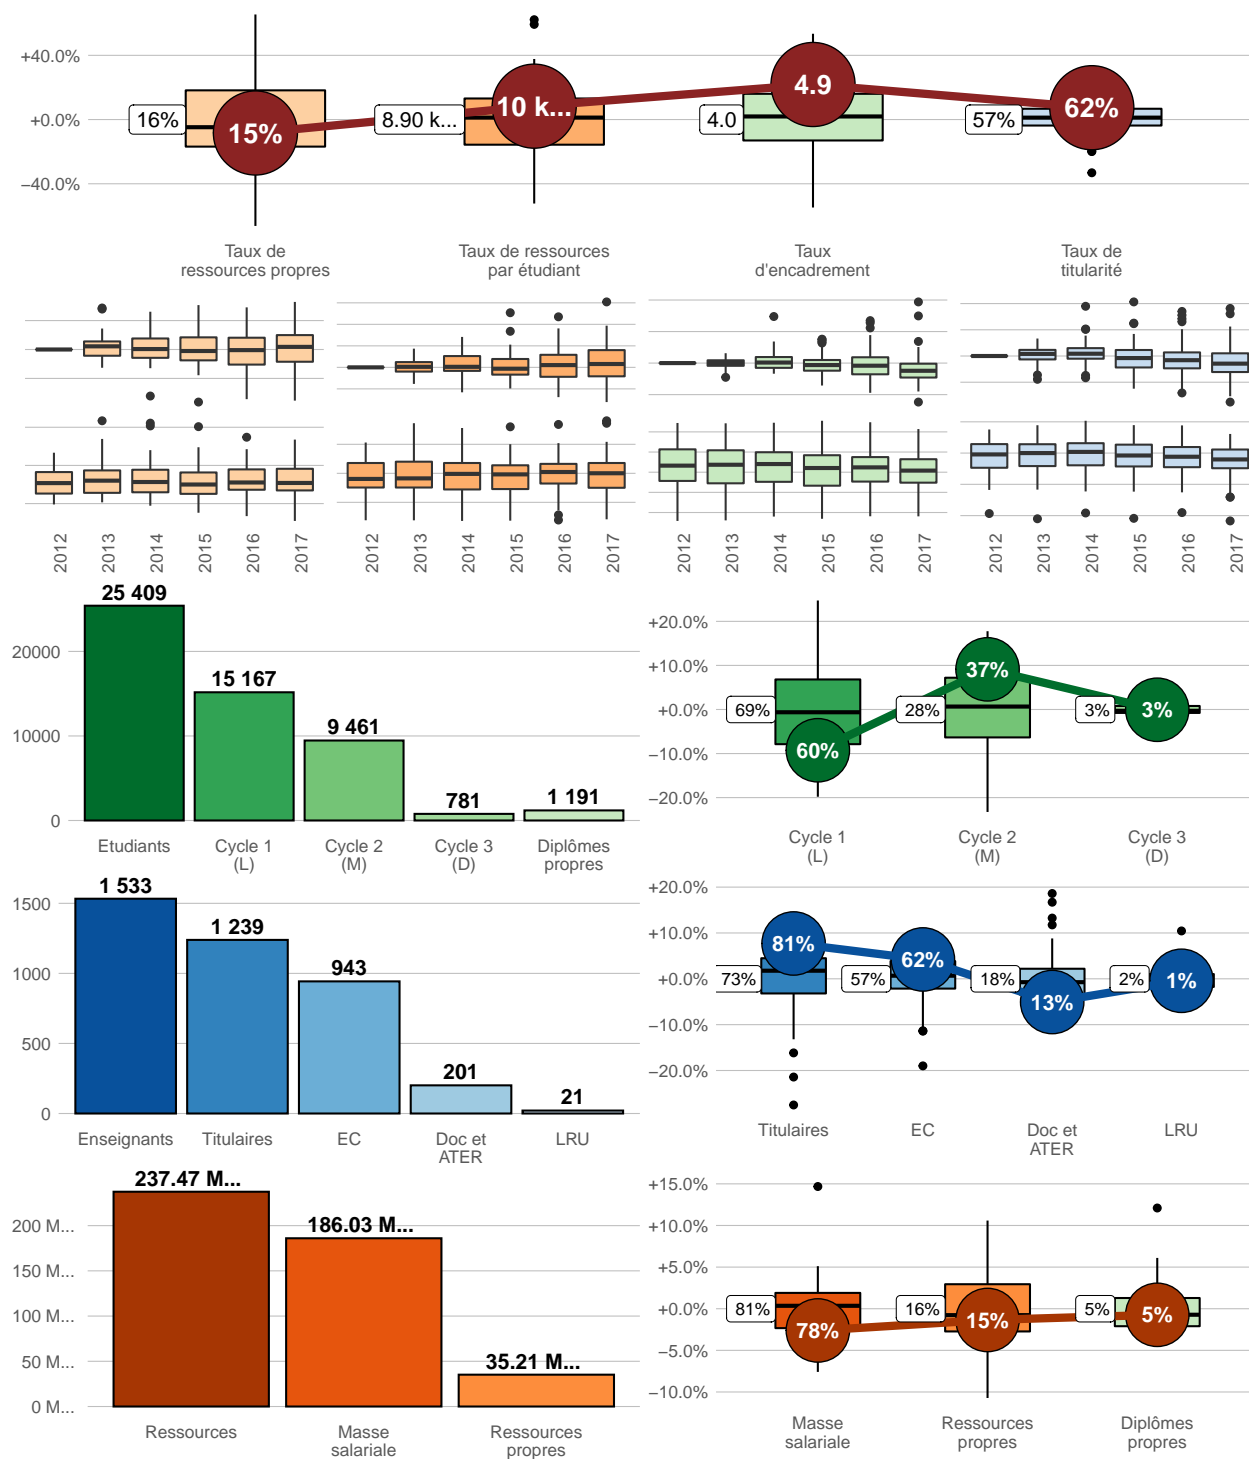 +40.0%
+0.0%
−40.0%
16%
15%
8.90 k...
10 k...
4.0
4.9
57%
62%
Taux de
ressources propres
Taux de ressources
par étudiant
Taux
d'encadrement
Taux de
titularité
2012
2013
2014
2015
2016
2017
2012
2013
2014
2015
2016
2017
2012
2013
2014
2015
2016
2017
2012
2013
2014
2015
2016
2017
20000
10000
0
25 409
15 167
9 461
781
1 191
Etudiants
Cycle 1
(L)
Cycle 2
(M)
Cycle 3
(D)
Diplômes
propres
+20.0%
+10.0%
+0.0%
−10.0%
−20.0%
69%
60%
28%
37%
3%
3%
Cycle 1
(L)
Cycle 2
(M)
Cycle 3
(D)
1500
1000
500
0
1 533
1 239
943
201
21
Enseignants
Titulaires
EC
Doc et
ATER
LRU
+20.0%
+10.0%
+0.0%
−10.0%
−20.0%
73%
81%
57%
62%
18%
13%
2%
1%
Titulaires
EC
Doc et
ATER
LRU
200 M...
150 M...
100 M...
50 M...
0 M...
237.47 M...
186.03 M...
35.21 M...
Ressources
Masse
salariale
Ressources
propres
+15.0%
+10.0%
+5.0%
+0.0%
−5.0%
−10.0%
81%
78%
16%
15%
5%
5%
Masse
salariale
Ressources
propres
Diplômes
propres